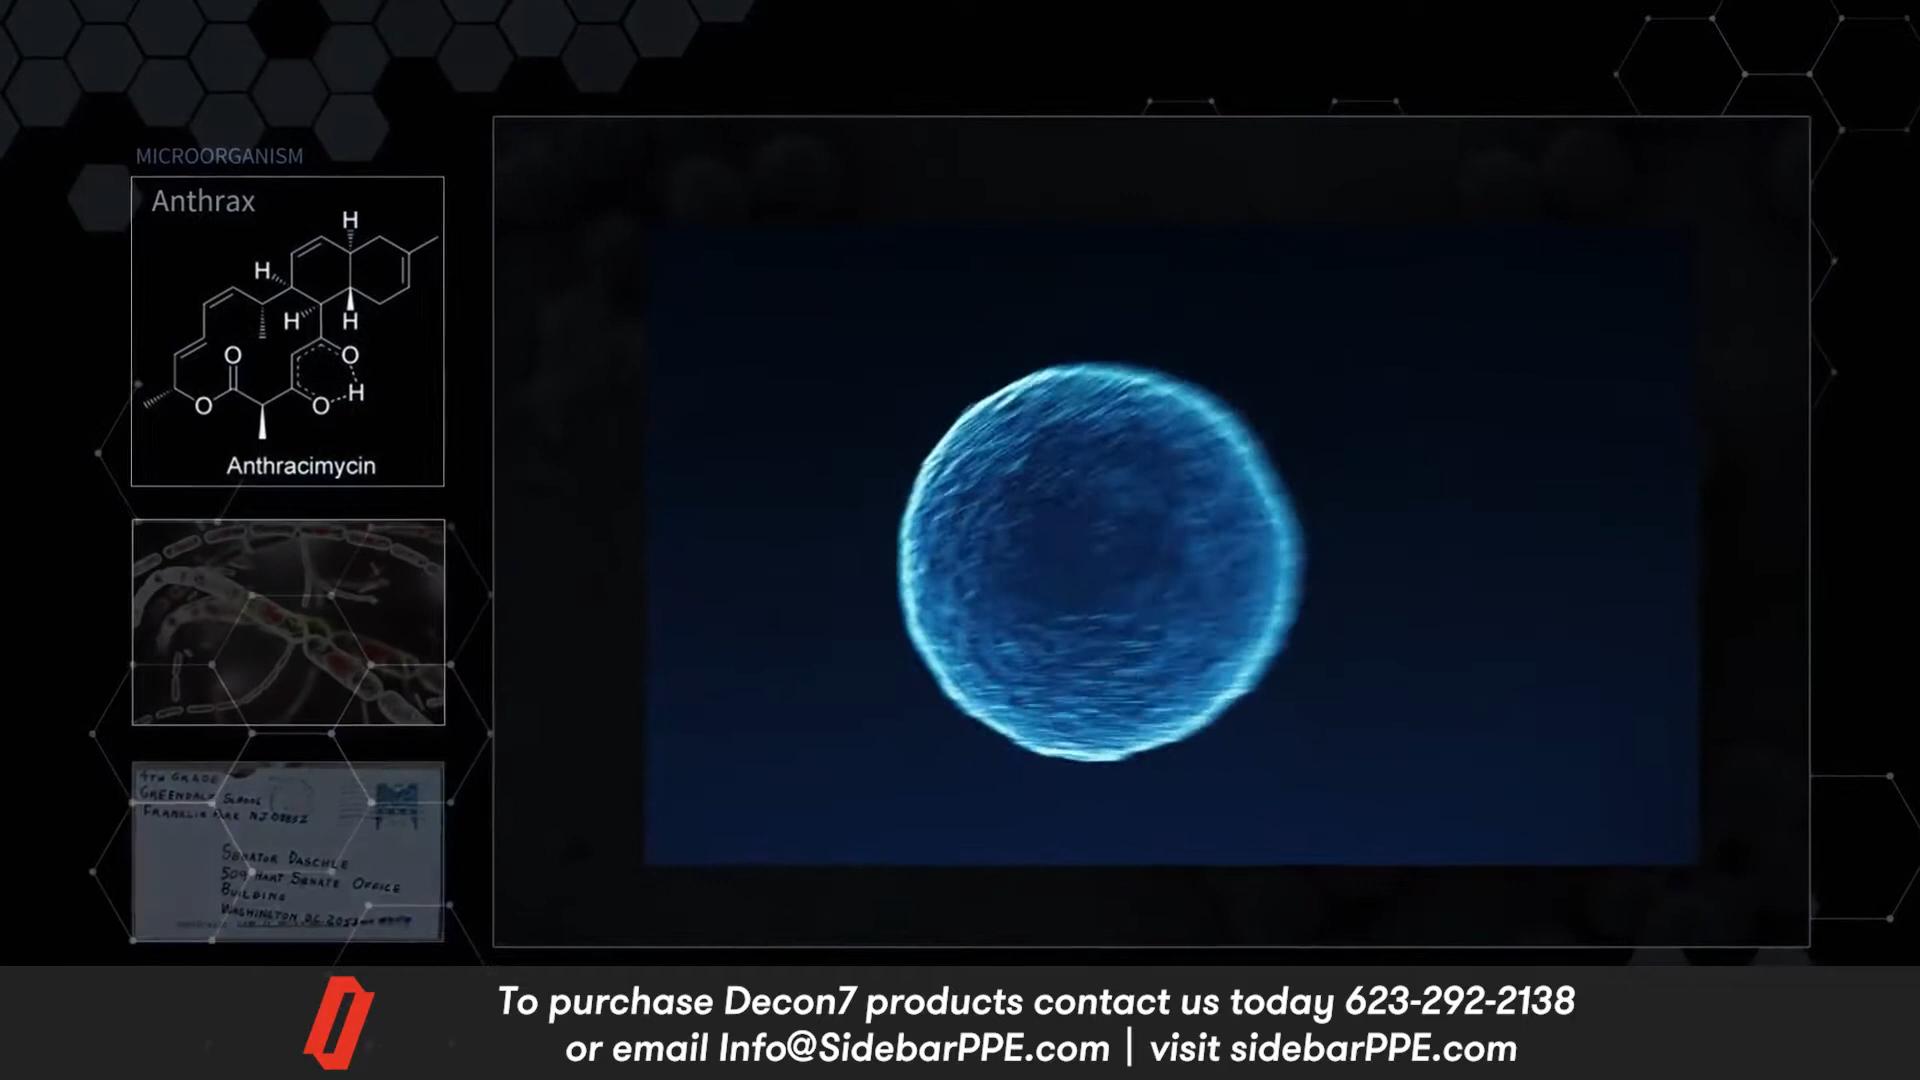 MICROORGANISM
Anthrax
H
H
H
H
O
O
H
O
O
Anthracimycin
4TH GRADE
GREENDALE SCHOOL
FRANKLIN PARK NJ 08852
SENATOR DASCHLE
509 HART SENATE OFFICE
BUILDING
WASHINGTON DC 2053
To purchase Decon7 products contact us today 623-292-2138
or email Info@SidebarPPE.com | visit sidebarPPE.com